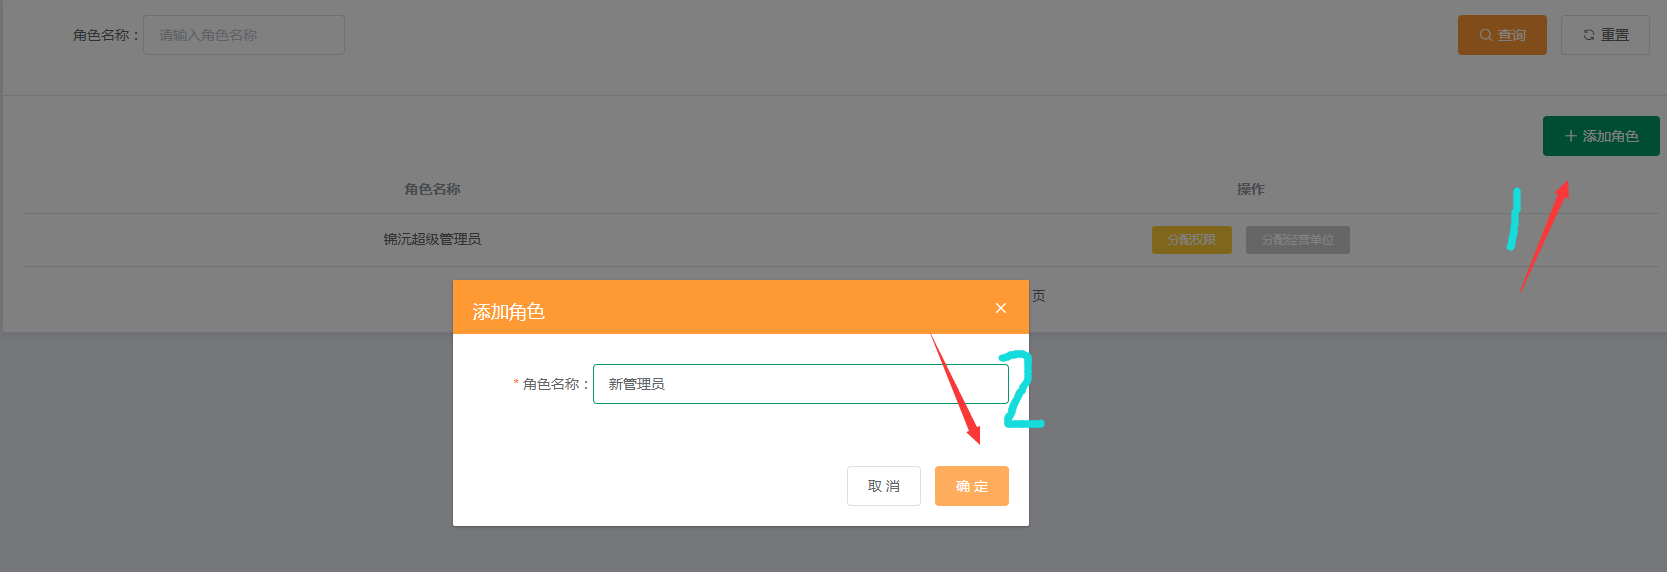 角色名称： 请输入角色名称 查询 重置
添加角色
角色名称 操作
锦沅超级管理员 分配权限 分配经营单位
1
页
添加角色
2
* 角色名称： 新管理员
取 消 确 定